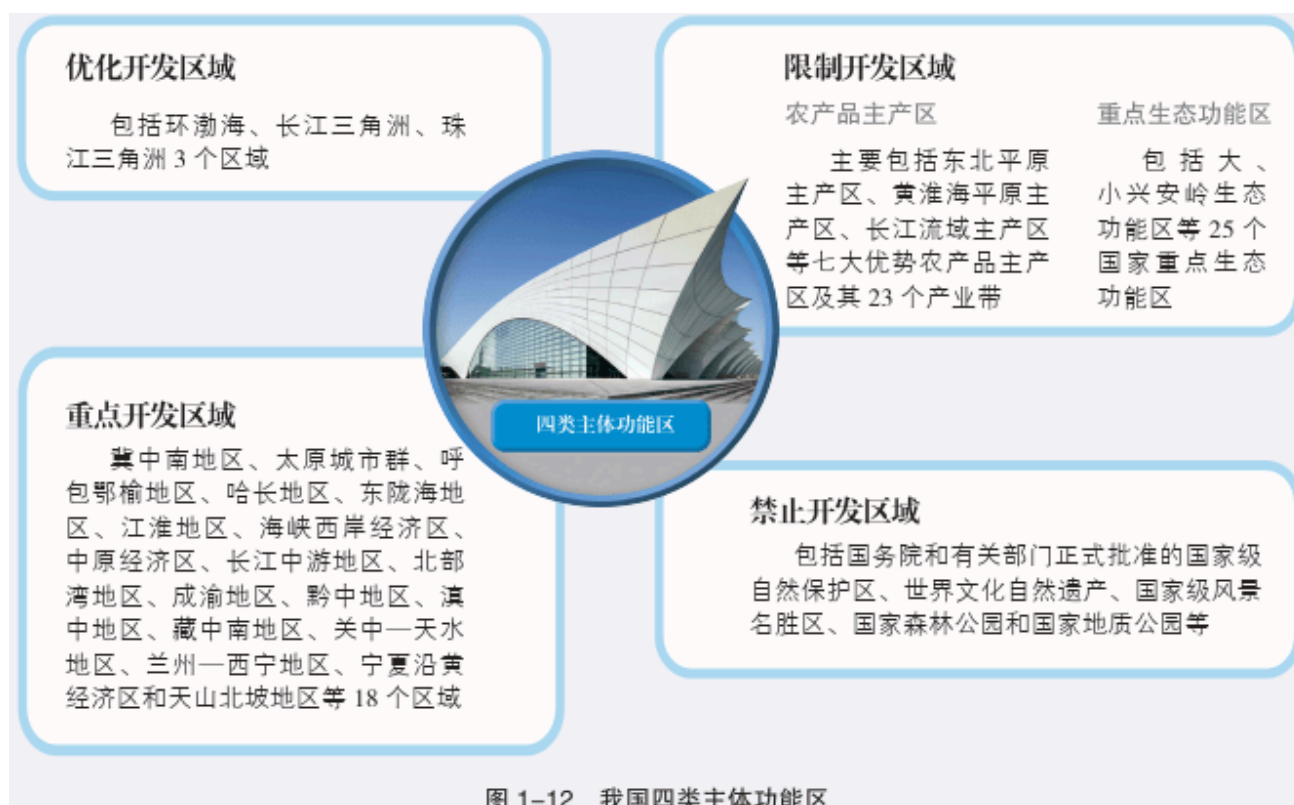 优化开发区域
包括环渤海、长江三角洲、珠
江三角洲 3 个区域
限制开发区域
农产品主产区
主要包括东北平原
主产区、黄淮海平原主
产区、长江流域主产区
等七大优势农产品主产
区及其 23 个产业带
重点生态功能区
包括大、
小兴安岭生态
功能区等 25 个
国家重点生态
功能区
四类主体功能区
重点开发区域
冀中南地区、太原城市群、呼
包鄂榆地区、哈长地区、东陇海地
区、江淮地区、海峡西岸经济区、
中原经济区、长江中游地区、北部
湾地区、成渝地区、黔中地区、滇
中地区、藏中南地区、关中—天水
地区、兰州—西宁地区、宁夏沿黄
经济区和天山北坡地区等 18 个区域
禁止开发区域
包括国务院和有关部门正式批准的国家级
自然保护区、世界文化自然遗产、国家级风景
名胜区、国家森林公园和国家地质公园等
图 1-12 我国四类主体功能区